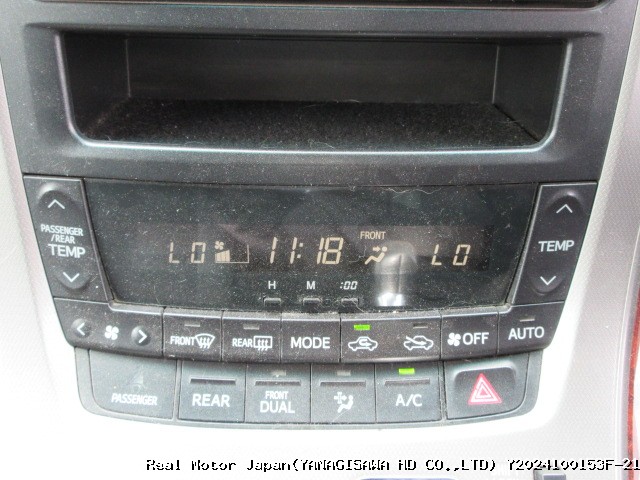 PASSENGER
/REAR
TEMP
LO
11:18
FRONT
LO
TEMP
H M :00
FRONT
REAR
MODE
OFF
AUTO
PASSENGER
REAR
FRONT
DUAL
A/C
Real Motor Japan(YANAGISAWA HD CO.,LTD) Y2024100153F-21